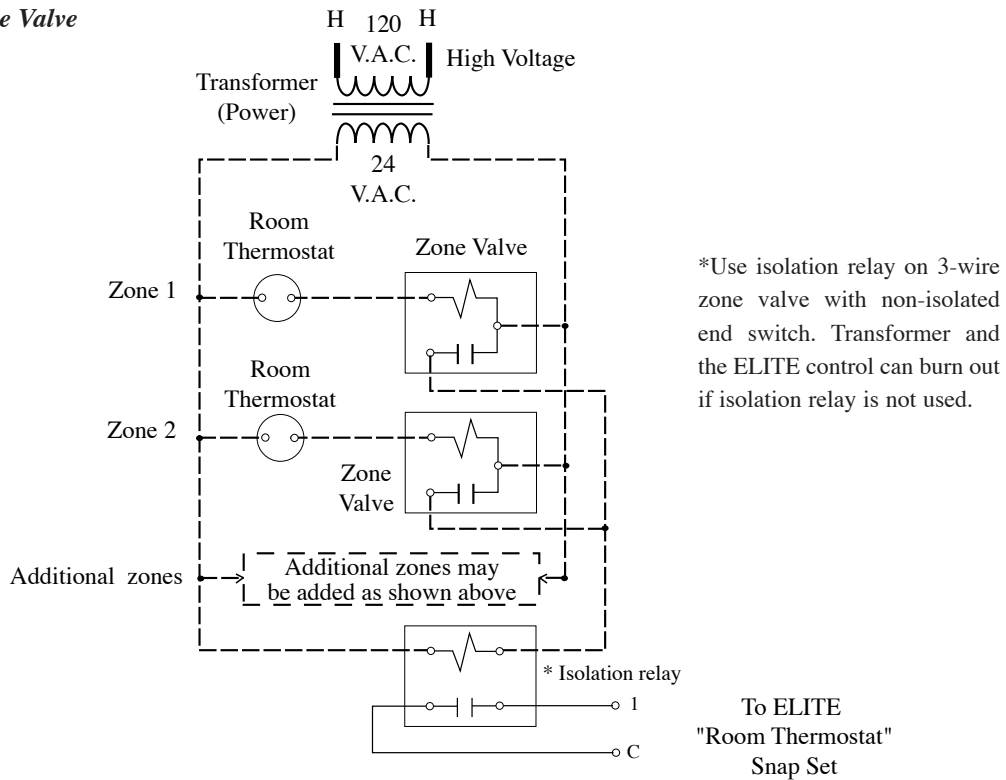 e Valve
H 120 H
V.A.C. High Voltage
Transformer
(Power)
24
V.A.C.
Room
Thermostat
Zone Valve
Zone 1
*Use isolation relay on 3-wire
zone valve with non-isolated
end switch. Transformer and
the ELITE control can burn out
if isolation relay is not used.
Room
Thermostat
Zone 2
Zone
Valve
Additional zones
Additional zones may
be added as shown above
* Isolation relay
1
C
To ELITE
"Room Thermostat"
Snap Set